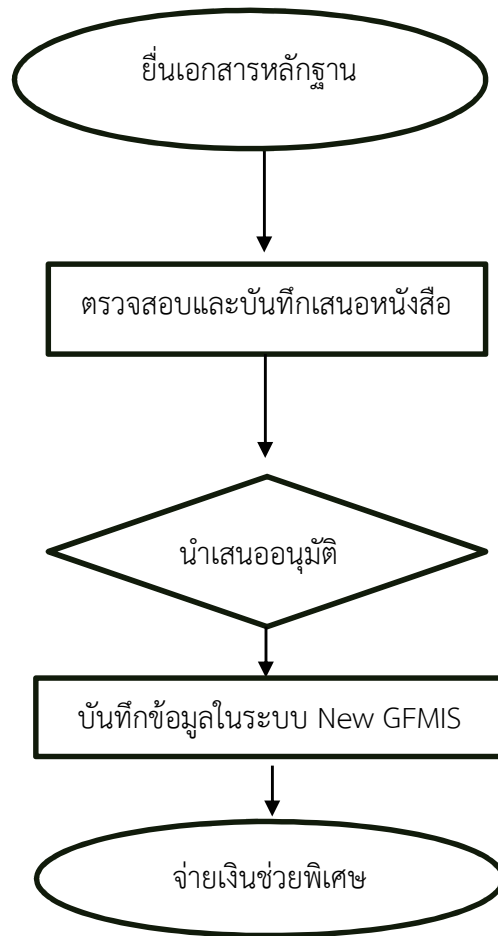 ยื่นเอกสารหลักฐาน
ตรวจสอบและบันทึกเสนอหนังสือ
นำเสนออนุมัติ
บันทึกข้อมูลในระบบ New GFMIS
จ่ายเงินช่วยพิเศษ